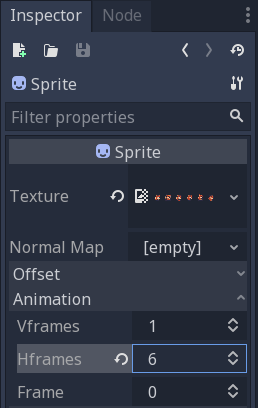 Inspector Node
Sprite
Filter properties
Sprite
Texture
Normal Map [empty]
Offset
Animation
Vframes 1
Hframes 6
Frame 0